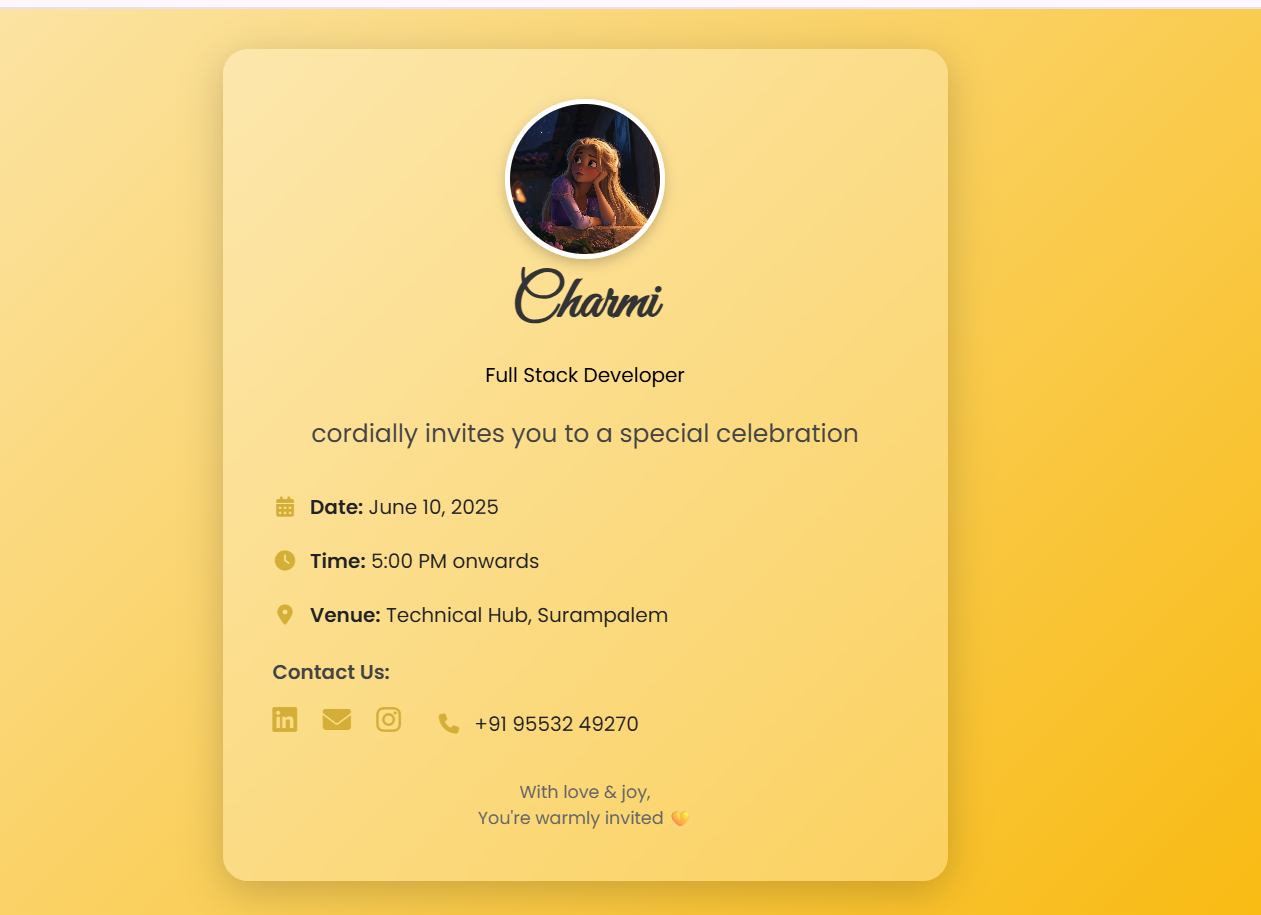 Charmi
Full Stack Developer
cordially invites you to a special celebration
Date: June 10, 2025
Time: 5:00 PM onwards
Venue: Technical Hub, Surampalem
Contact Us:
in +91 95532 49270
With love & joy,
You're warmly invited 💛